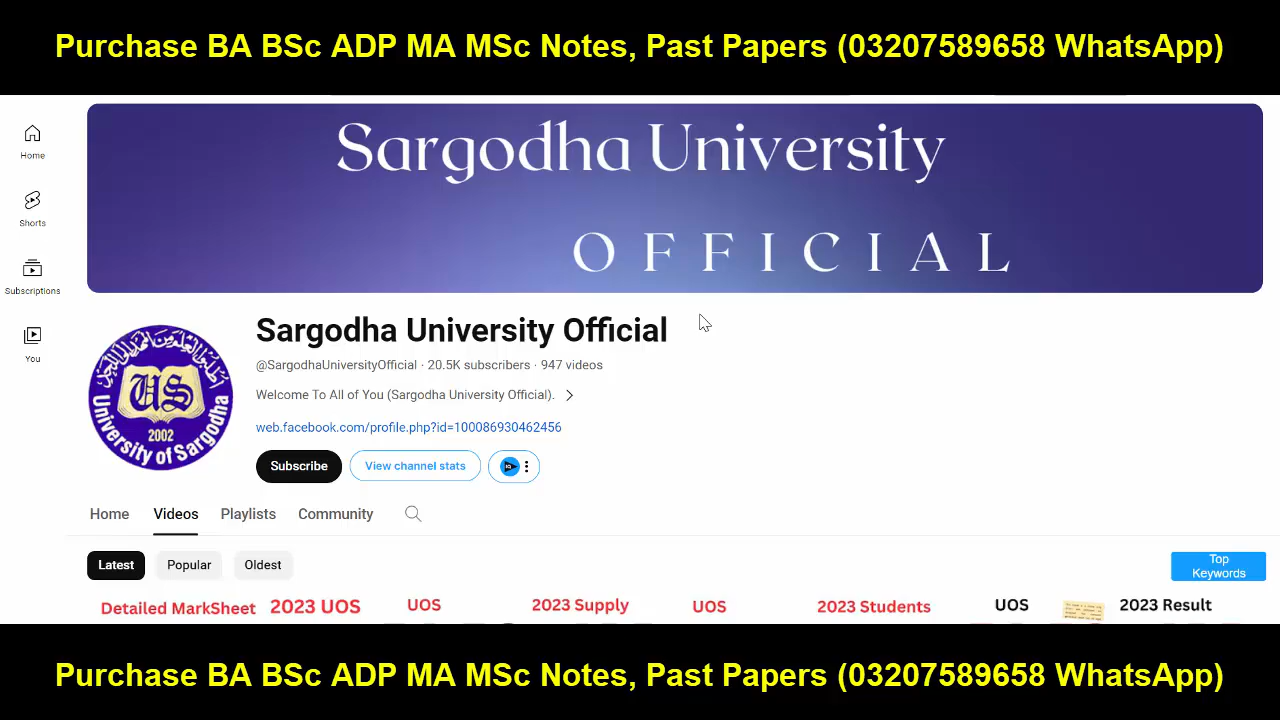 Purchase BA BSc ADP MA MSc Notes, Past Papers (03207589658 WhatsApp)
Sargodha University
OFFICIAL
Home
Shorts
Subscriptions
You
US
2002
University of Sargodha
Sargodha University Official
@SargodhaUniversityOfficial · 20.5K subscribers · 947 videos
Welcome To All of You (Sargodha University Official).
web.facebook.com/profile.php?id=100086930462456
Subscribe
View channel stats
IQ
Home Videos Playlists Community
Latest Popular Oldest
Top
Keywords
Detailed MarkSheet 2023 UOS UOS 2023 Supply UOS 2023 Students UOS 2023 Result
Purchase BA BSc ADP MA MSc Notes, Past Papers (03207589658 WhatsApp)